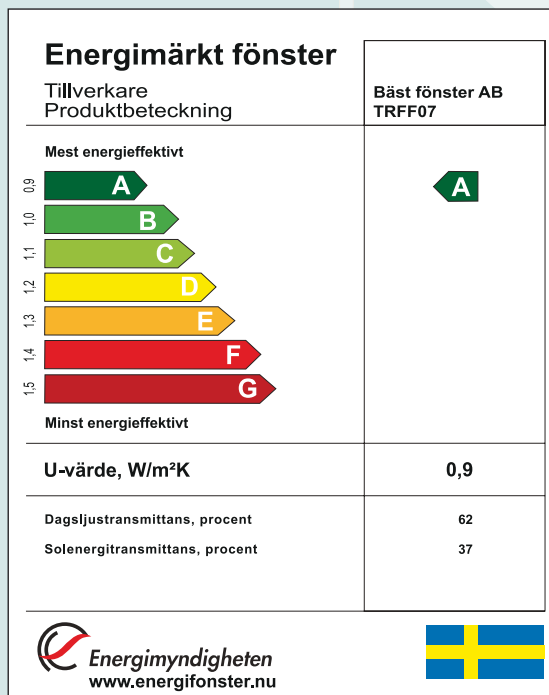 Energimärkt fönster
Tillverkare
Produktbeteckning
Bäst fönster AB
TRFF07
Mest energieffektivt
0,9 A A
1,0 B
1,1 C
1,2 D
1,3 E
1,4 F
1,5 G
Minst energieffektivt
U-värde, W/m²K 0,9
Dagsljustransmittans, procent 62
Solenergitransmittans, procent 37
Energimyndigheten
www.energifonster.nu